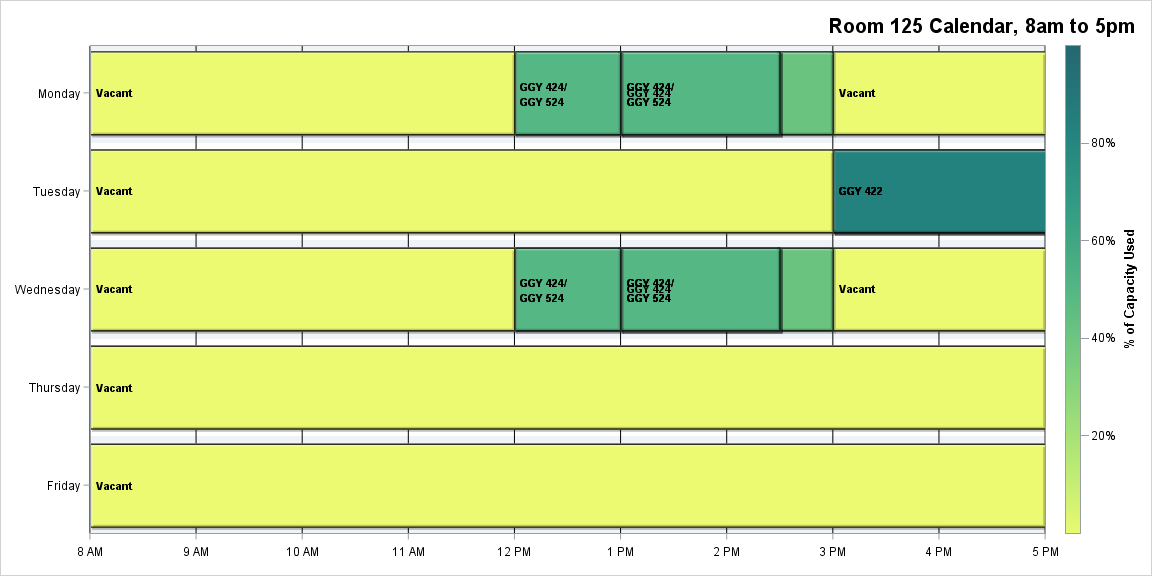 Room 125 Calendar, 8am to 5pm
Monday
Vacant
GGY 424/
GGY 524
GGY 424/
GGY 424
GGY 524
Vacant
Tuesday
Vacant
GGY 422
Wednesday
Vacant
GGY 424/
GGY 524
GGY 424/
GGY 424
GGY 524
Vacant
Thursday
Vacant
Friday
Vacant
8 AM
9 AM
10 AM
11 AM
12 PM
1 PM
2 PM
3 PM
4 PM
5 PM
80%
60%
40%
20%
% of Capacity Used